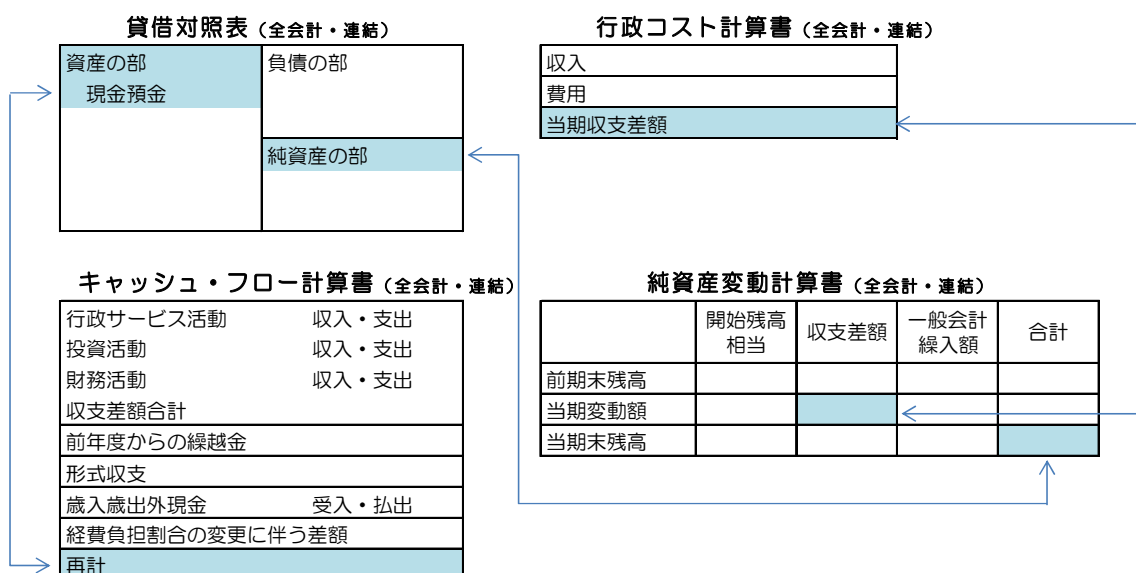 貸借対照表（全会計・連結）
資産の部
現金預金
負債の部
純資産の部
行政コスト計算書（全会計・連結）
収入
費用
当期収支差額
キャッシュ・フロー計算書（全会計・連結）
行政サービス活動 収入・支出
投資活動 収入・支出
財務活動 収入・支出
収支差額合計
前年度からの繰越金
形式収支
歳入歳出外現金 受入・払出
経費負担割合の変更に伴う差額
再計
純資産変動計算書（全会計・連結）
開始残高
相当
収支差額
一般会計
繰入額
合計
前期末残高
当期変動額
当期末残高